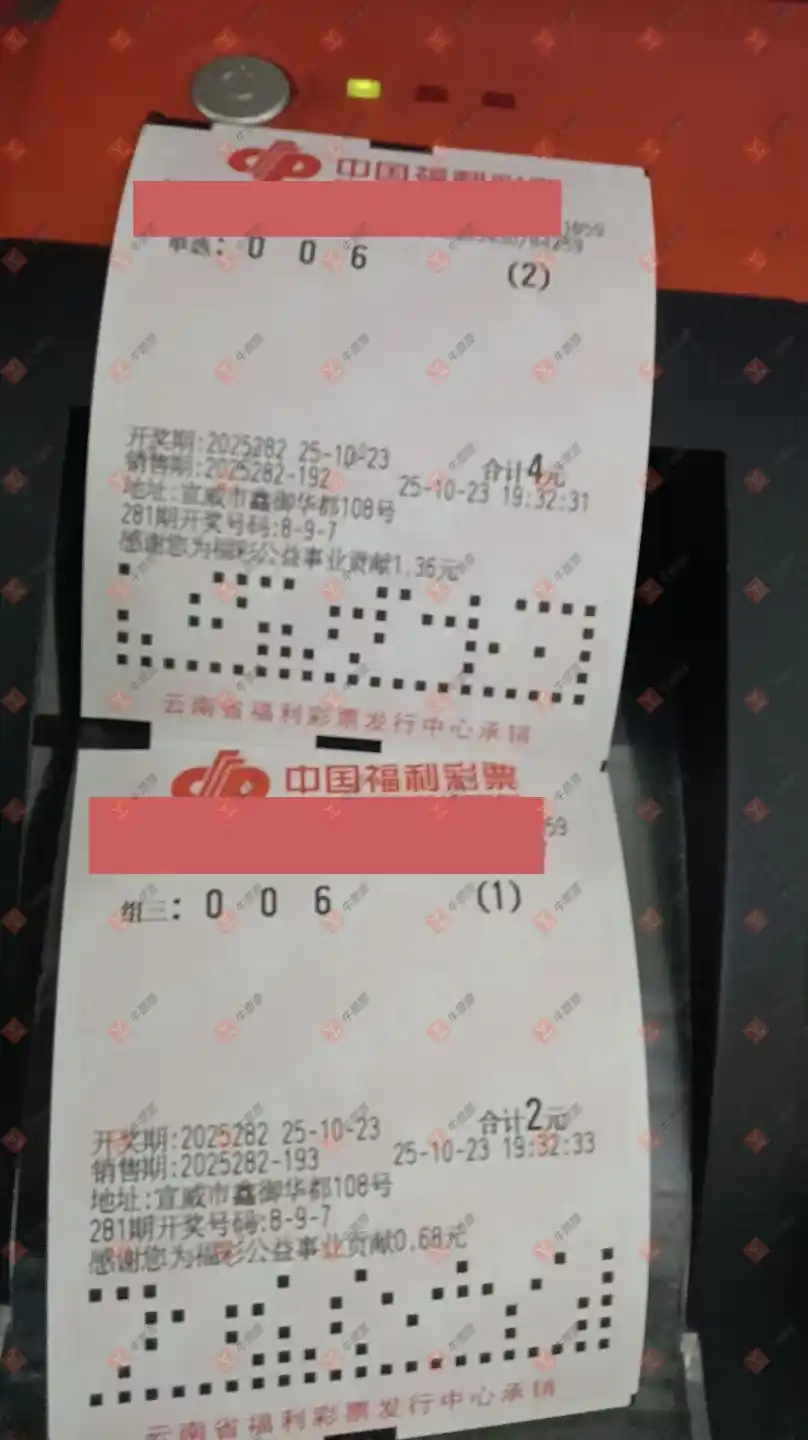 中国福利彩票
1059
单选: 0 0 6 (2)
开奖期:2025282 25-10-23 合计4元
销售期:2025282-192 25-10-23 19:32:31
地址:宣威市鑫御华都108号
281期开奖号码:8-9-7
感谢您为福彩公益事业贡献1.36元
云南省福利彩票发行中心承销
中国福利彩票
59
组三: 0 0 6 (1)
开奖期:2025282 25-10-23 合计2元
销售期:2025282-193 25-10-23 19:32:33
地址:宣威市鑫御华都108号
281期开奖号码:8-9-7
感谢您为福彩公益事业贡献0.68元
云南省福利彩票发行中心承销